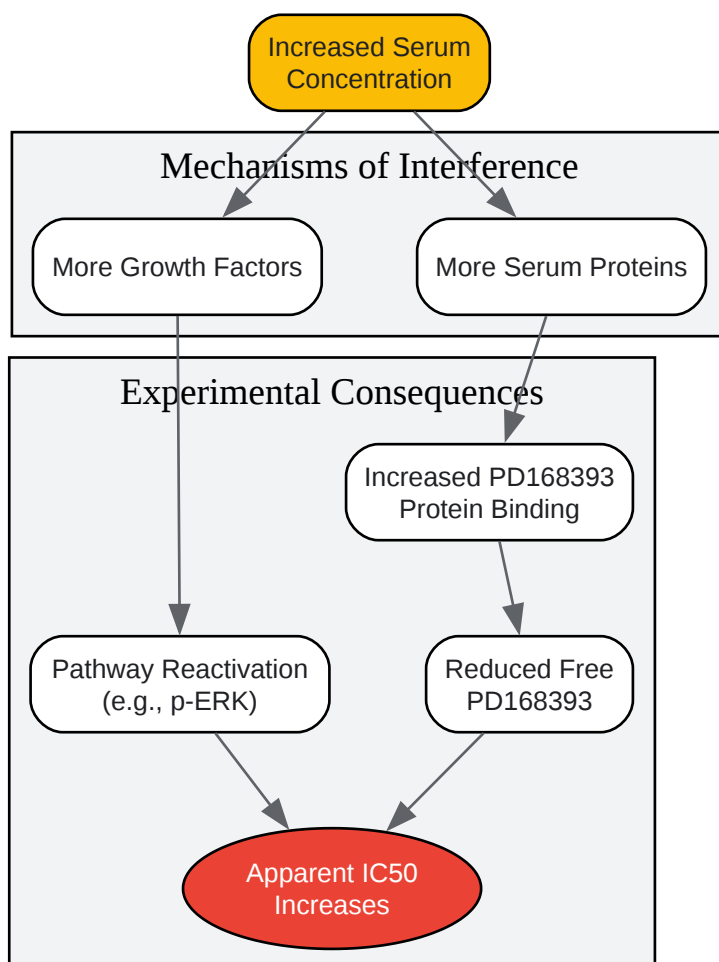 Increased Serum
Concentration
Mechanisms of Interference
More Growth Factors
More Serum Proteins
Experimental Consequences
Increased PD168393
Protein Binding
Pathway Reactivation
(e.g., p-ERK)
Reduced Free
PD168393
Apparent IC50
Increases